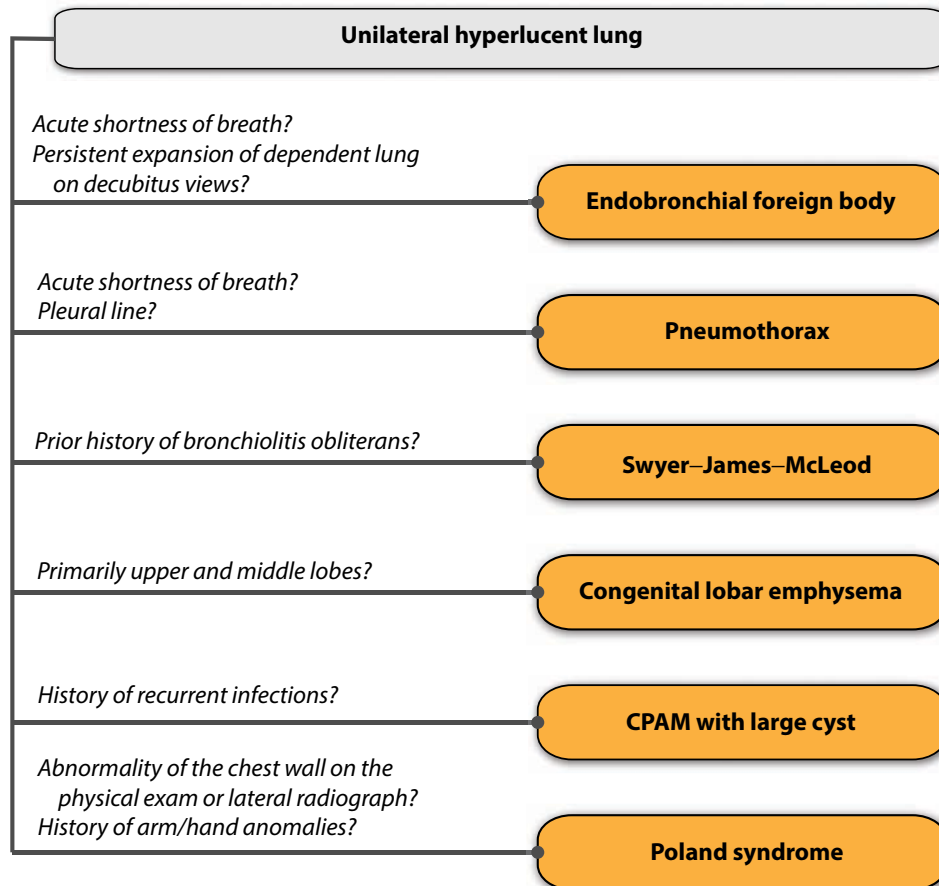 Unilateral hyperlucent lung
Acute shortness of breath?
Persistent expansion of dependent lung
on decubitus views?
Endobronchial foreign body
Acute shortness of breath?
Pleural line?
Pneumothorax
Prior history of bronchiolitis obliterans?
Swyer–James–McLeod
Primarily upper and middle lobes?
Congenital lobar emphysema
History of recurrent infections?
CPAM with large cyst
Abnormality of the chest wall on the
physical exam or lateral radiograph?
History of arm/hand anomalies?
Poland syndrome